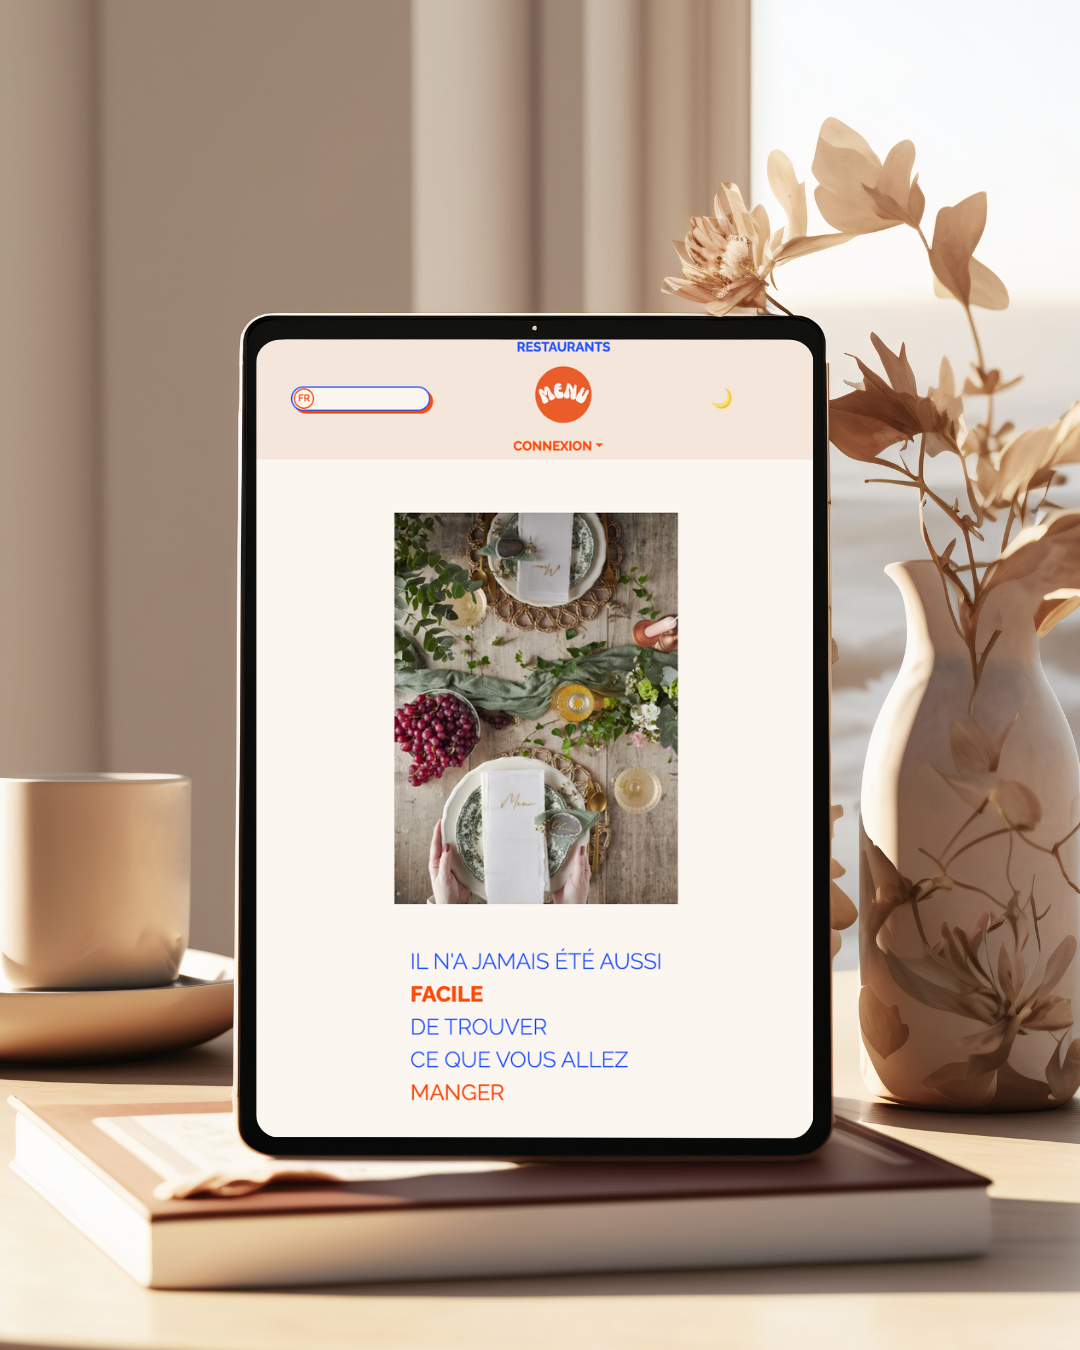 RESTAURANTS
FR
MENU
CONNEXION
Menu
Menu
IL N'A JAMAIS ÉTÉ AUSSI
FACILE
DE TROUVER
CE QUE VOUS ALLEZ
MANGER